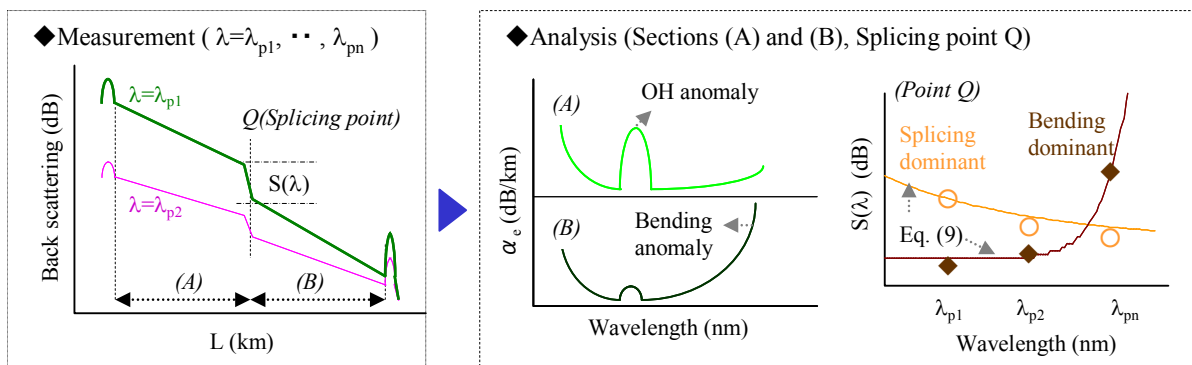 ◆Measurement ( λ=λp1, ‥ , λpn )
Back scattering (dB)
λ=λp1
Q(Splicing point)
S(λ)
λ=λp2
(A)
(B)
L (km)
◆Analysis (Sections (A) and (B), Splicing point Q)
αe (dB/km)
(A)
OH anomaly
(B)
Bending
anomaly
Wavelength (nm)
S(λ) (dB)
(Point Q)
Splicing
dominant
Bending
dominant
Eq. (9)
λp1
λp2
λpn
Wavelength (nm)